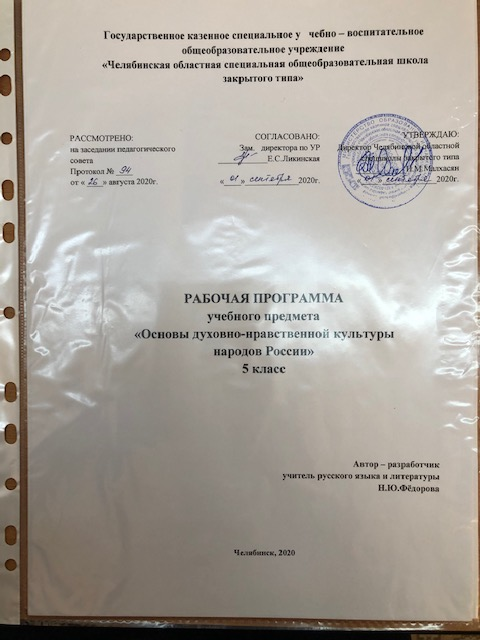 Государственное казенное специальное у чебно – воспитательное
общеобразовательное учреждение
«Челябинская областная специальная общеобразовательная школа
закрытого типа»
РАССМОТРЕНО:
на заседании педагогического
совета
Протокол № 94
от « 26 » августа 2020г.
СОГЛАСОВАНО:
Зам. директора по УР
Е.С.Ликинская
« 01 » сентября 2020г.
УТВЕРЖДАЮ:
Директор Челябинской областной
спецшколы закрытого типа
И.М.Малхасян
« 01 » сентября 2020г.
РАБОЧАЯ ПРОГРАММА
учебного предмета
«Основы духовно-нравственной культуры
народов России»
5 класс
Автор – разработчик
учитель русского языка и литературы
Н.Ю.Фёдорова
Челябинск, 2020